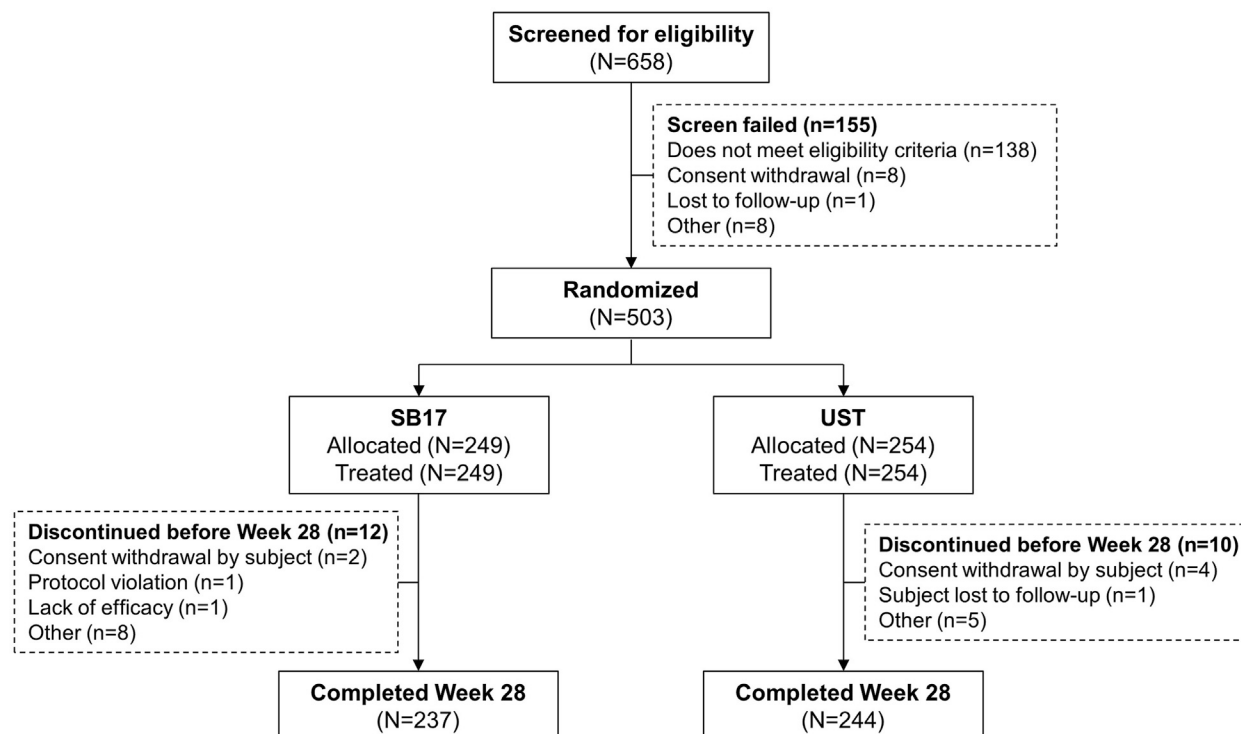 Screened for eligibility
(N=658)
Screen failed (n=155)
Does not meet eligibility criteria (n=138)
Consent withdrawal (n=8)
Lost to follow-up (n=1)
Other (n=8)
Randomized
(N=503)
SB17
Allocated (N=249)
Treated (N=249)
UST
Allocated (N=254)
Treated (N=254)
Discontinued before Week 28 (n=12)
Consent withdrawal by subject (n=2)
Protocol violation (n=1)
Lack of efficacy (n=1)
Other (n=8)
Discontinued before Week 28 (n=10)
Consent withdrawal by subject (n=4)
Subject lost to follow-up (n=1)
Other (n=5)
Completed Week 28
(N=237)
Completed Week 28
(N=244)